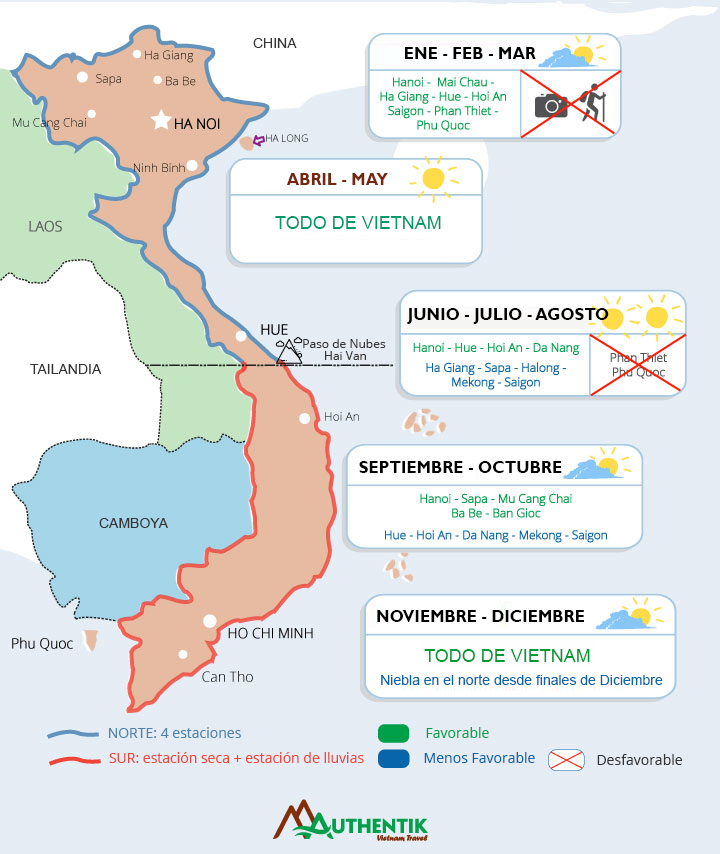 CHINA
Ha Giang
Sapa
Ba Be
Mu Cang Chai
HA NOI
HA LONG
Ninh Binh
LAOS
HUE
Paso de Nubes
Hai Van
TAILANDIA
Hoi An
CAMBOYA
HO CHI MINH
Phu Quoc
Can Tho
ENE - FEB - MAR
Hanoi - Mai Chau -
Ha Giang - Hue - Hoi An
Saigon - Phan Thiet -
Phu Quoc
ABRIL - MAY
TODO DE VIETNAM
JUNIO - JULIO - AGOSTO
Hanoi - Hue - Hoi An - Da Nang
Ha Giang - Sapa - Halong -
Mekong - Saigon
Phan Thiet
Phu Quoc
SEPTIEMBRE - OCTUBRE
Hanoi - Sapa - Mu Cang Chai
Ba Be - Ban Gioc
Hue - Hoi An - Da Nang - Mekong - Saigon
NOVIEMBRE - DICIEMBRE
TODO DE VIETNAM
Niebla en el norte desde finales de Diciembre
NORTE: 4 estaciones
SUR: estación seca + estación de lluvias
Favorable
Menos Favorable
Desfavorable
AUTHENTIK
Vietnam Travel